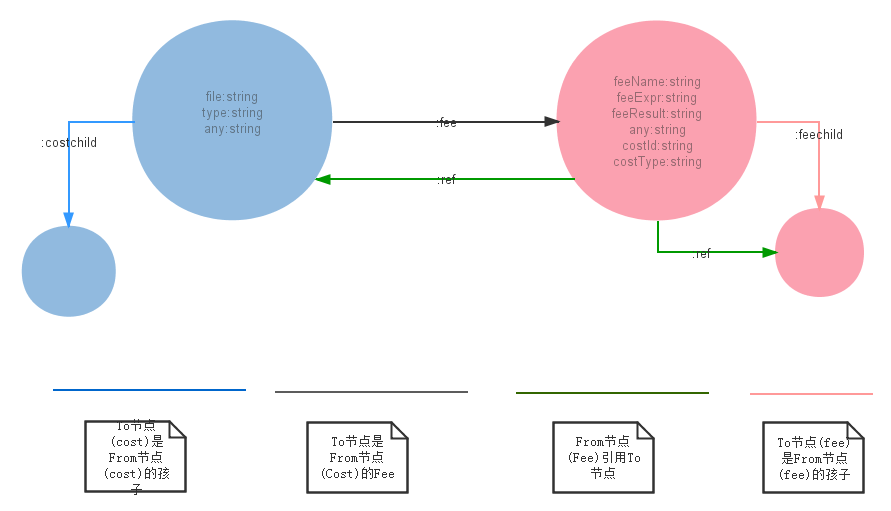 file:string
type:string
any:string
feeName:string
feeExpr:string
feeResult:string
any:string
costId:string
costType:string
:costchild
:fee
:feechild
:ref
:ref
To节点
(cost)是
From节点
(cost)的孩
子
To节点是
From节点
(Cost)的Fee
From节点
(Fee)引用To
节点
To节点(fee)
是From节点
(fee)的孩子